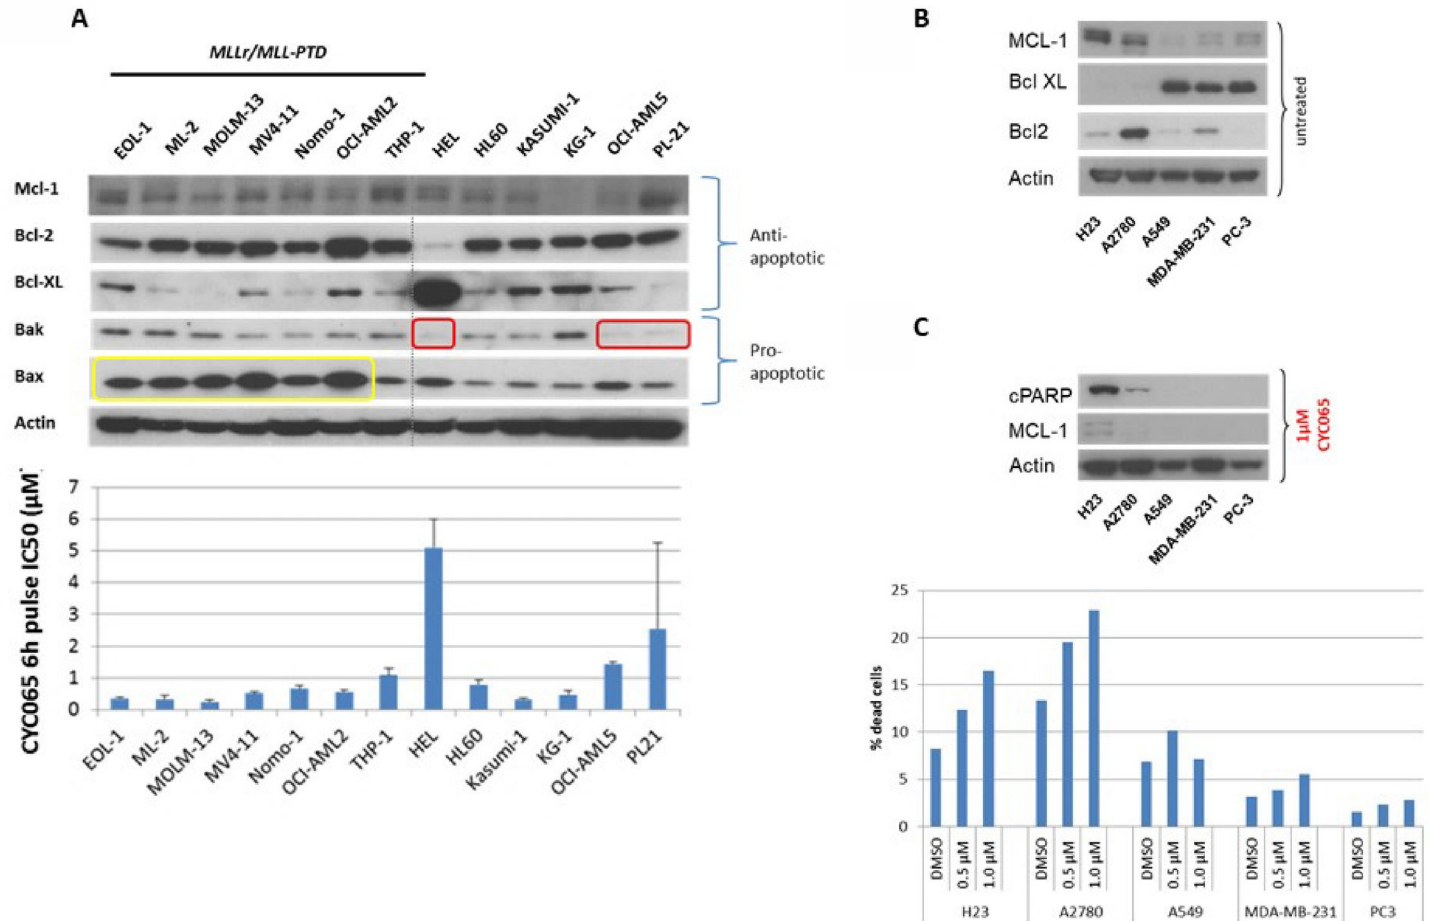 A
MLLr/MLL-PTD
EOL-1
ML-2
MOLM-13
MV4-11
Nomo-1
OCI-AML2
THP-1
HEL
HL60
KASUMI-1
KG-1
OCI-AML5
PL-21
Mcl-1
Bcl-2
Bcl-XL
Bak
Bax
Actin
Anti-
apoptotic
Pro-
apoptotic
CYC065 6h pulse IC50 (µM
7
6
5
4
3
2
1
0
EOL-1
ML-2
MOLM-13
MV4-11
Nomo-1
OCI-AML2
THP-1
HEL
HL60
Kasumi-1
KG-1
OCI-AML5
PL21
B
MCL-1
Bcl XL
Bcl2
Actin
untreated
H23
A2780
A549
MDA-MB-231
PC-3
C
cPARP
MCL-1
Actin
1µM
CYC065
H23
A2780
A549
MDA-MB-231
PC-3
% dead cells
25
20
15
10
5
0
DMSO
0.5 µM
1.0 µM
DMSO
0.5 µM
1.0 µM
DMSO
0.5 µM
1.0 µM
DMSO
0.5 µM
1.0 µM
DMSO
0.5 µM
1.0 µM
H23
A2780
A549
MDA-MB-231
PC3